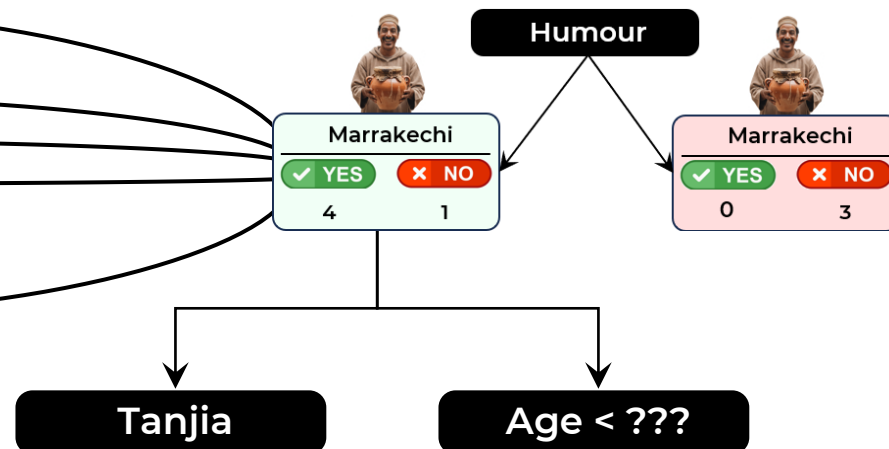 Humour
Marrakechi
YES NO
4 1
Marrakechi
YES NO
0 3
Tanjia
Age < ???